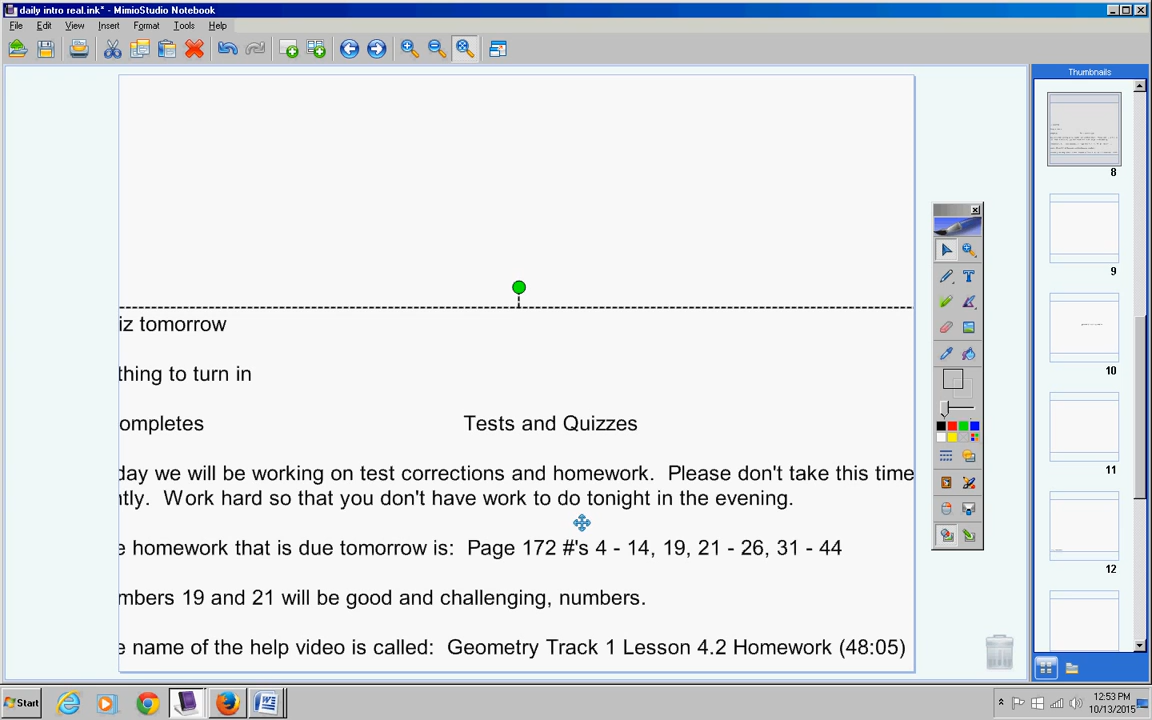 daily intro real.ink* - MimioStudio Notebook
File Edit View Insert Format Tools Help
Thumbnails
iz tomorrow
thing to turn in
ompletes Tests and Quizzes
day we will be working on test corrections and homework. Please don't take this time
ntly. Work hard so that you don't have work to do tonight in the evening.
e homework that is due tomorrow is: Page 172 #'s 4 - 14, 19, 21 - 26, 31 - 44
mbers 19 and 21 will be good and challenging, numbers.
e name of the help video is called: Geometry Track 1 Lesson 4.2 Homework (48:05)
8
9
10
11
12
Start
12:53 PM
10/13/2015